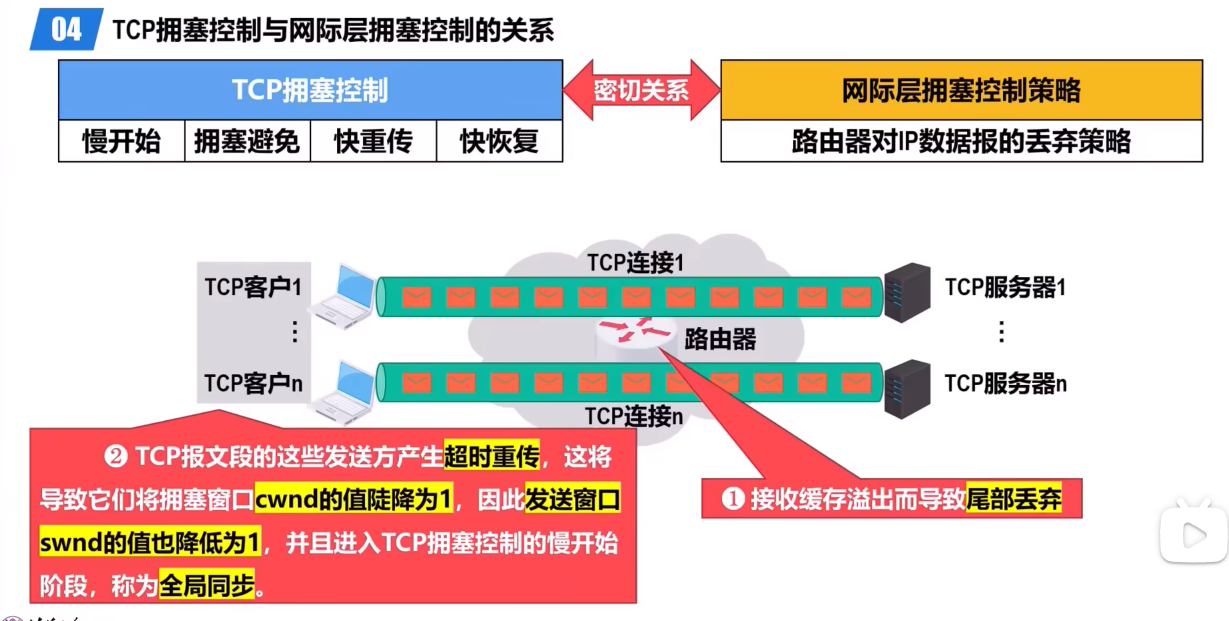 04 TCP拥塞控制与网际层拥塞控制的关系
TCP拥塞控制
密切关系
网际层拥塞控制策略
慢开始 拥塞避免 快重传 快恢复
路由器对IP数据报的丢弃策略
TCP连接1
TCP客户1
TCP服务器1
⋮
路由器
⋮
TCP客户n
TCP服务器n
TCP连接n
❷ TCP报文段的这些发送方产生超时重传，这将
导致它们将拥塞窗口cwnd的值陡降为1，因此发送窗口
swnd的值也降低为1，并且进入TCP拥塞控制的慢开始
阶段，称为全局同步。
❶ 接收缓存溢出而导致尾部丢弃